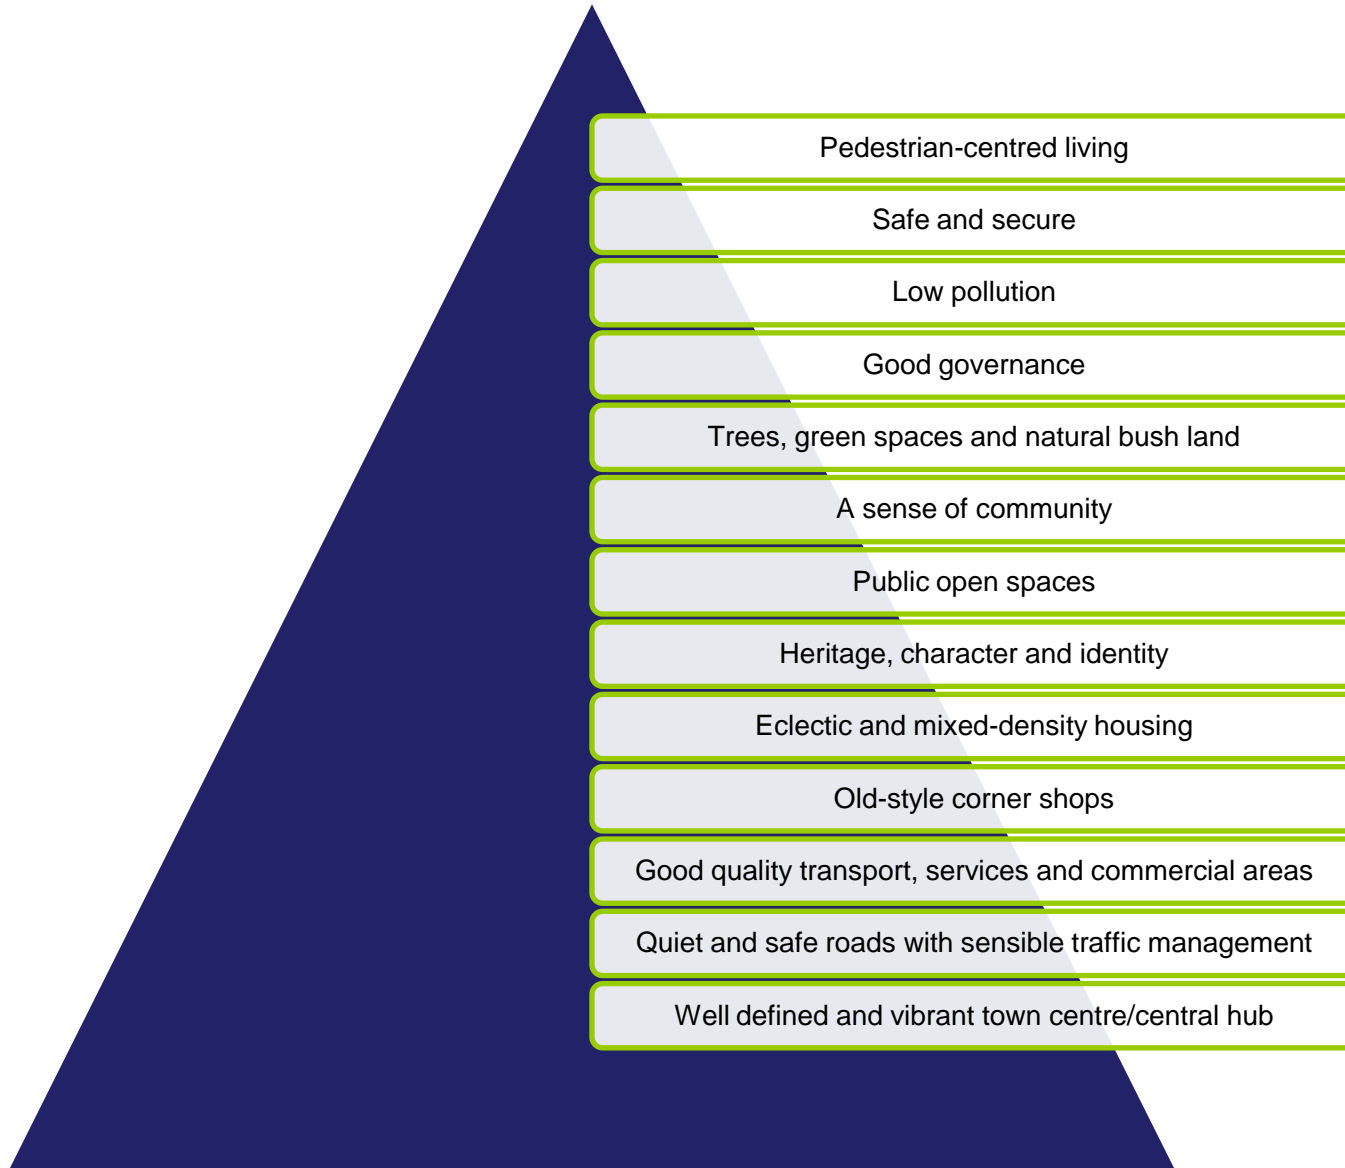 Pedestrian-centred living
Safe and secure
Low pollution
Good governance
Trees, green spaces and natural bush land
A sense of community
Public open spaces
Heritage, character and identity
Eclectic and mixed-density housing
Old-style corner shops
Good quality transport, services and commercial areas
Quiet and safe roads with sensible traffic management
Well defined and vibrant town centre/central hub